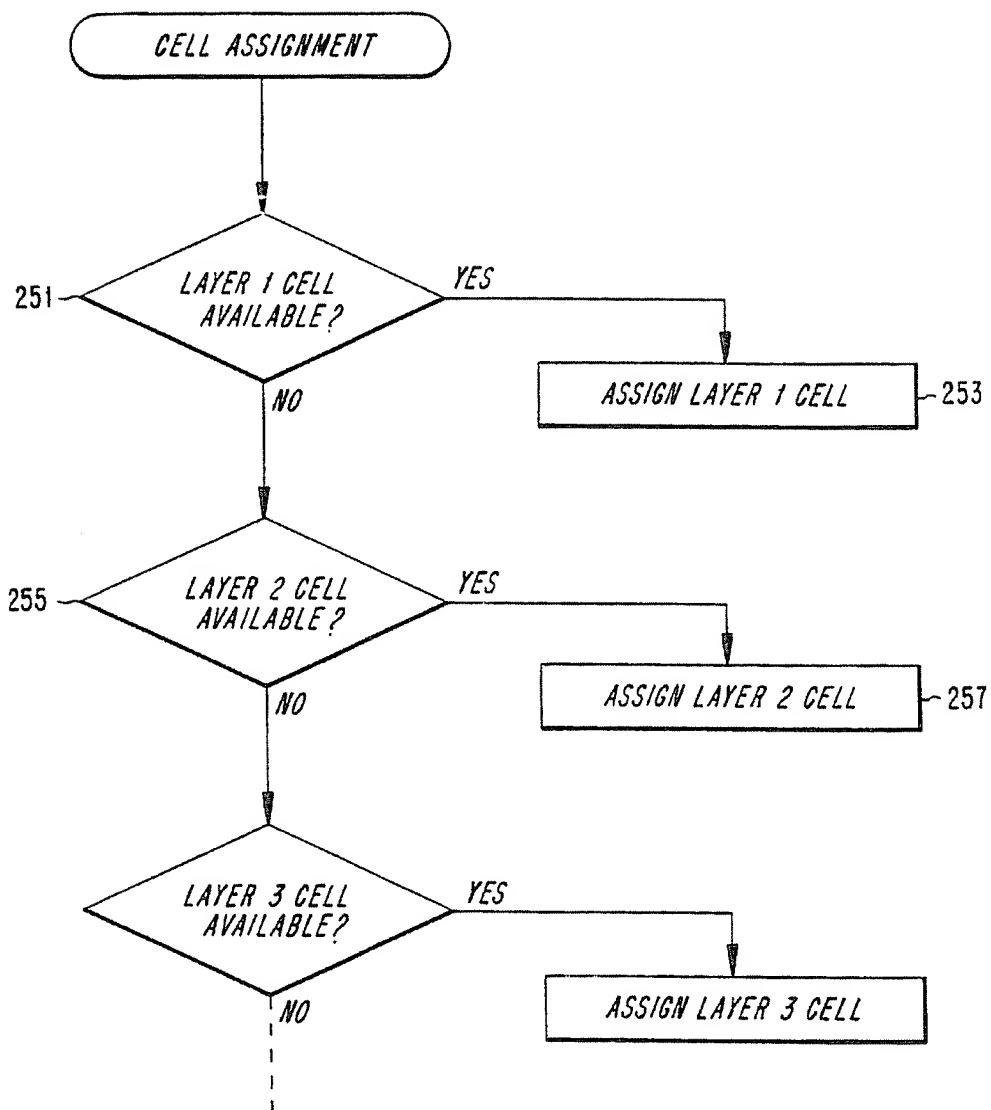 CELL ASSIGNMENT
251
LAYER 1 CELL
AVAILABLE?
YES
NO
ASSIGN LAYER 1 CELL
253
255
LAYER 2 CELL
AVAILABLE?
YES
NO
ASSIGN LAYER 2 CELL
257
LAYER 3 CELL
AVAILABLE?
YES
NO
ASSIGN LAYER 3 CELL